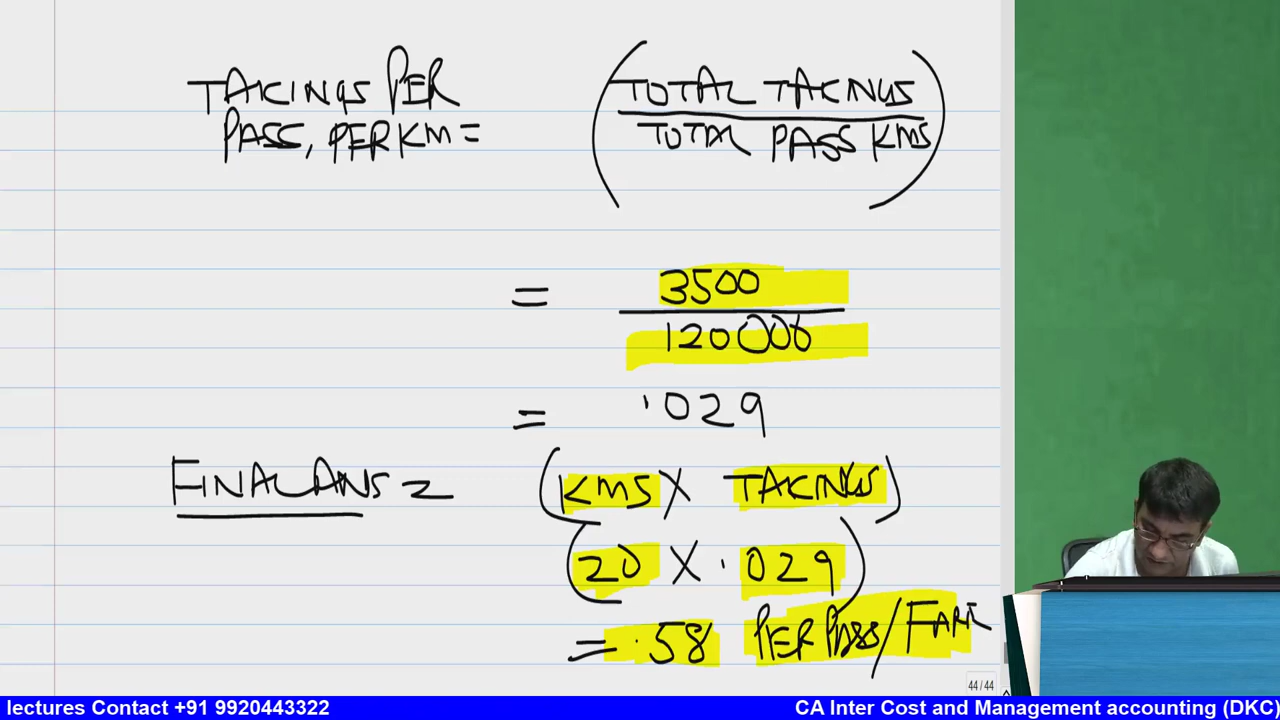 TAKINGS PER
PASS, PER KM =
(TOTAL TAKINGS
TOTAL PASS KMS)
= 3500
120000
= .029
FINAL ANS = (KMS X TAKINGS)
(20 X .029)
= .58 PER PASS/FARE
44/44
lectures Contact +91 9920443322
CA Inter Cost and Management accounting (DKC)